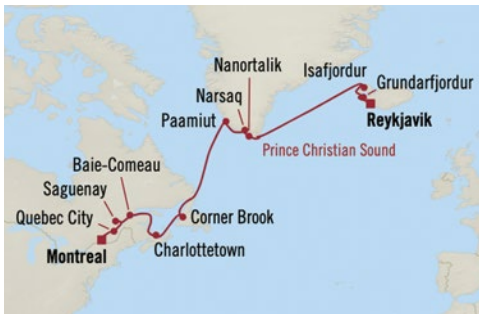 Nanortalik
Isafjordur
Narsaq
Grundarfjordur
Paamiut
Reykjavik
Prince Christian Sound
Baie-Comeau
Saguenay
Quebec City
Corner Brook
Montreal
Charlottetown